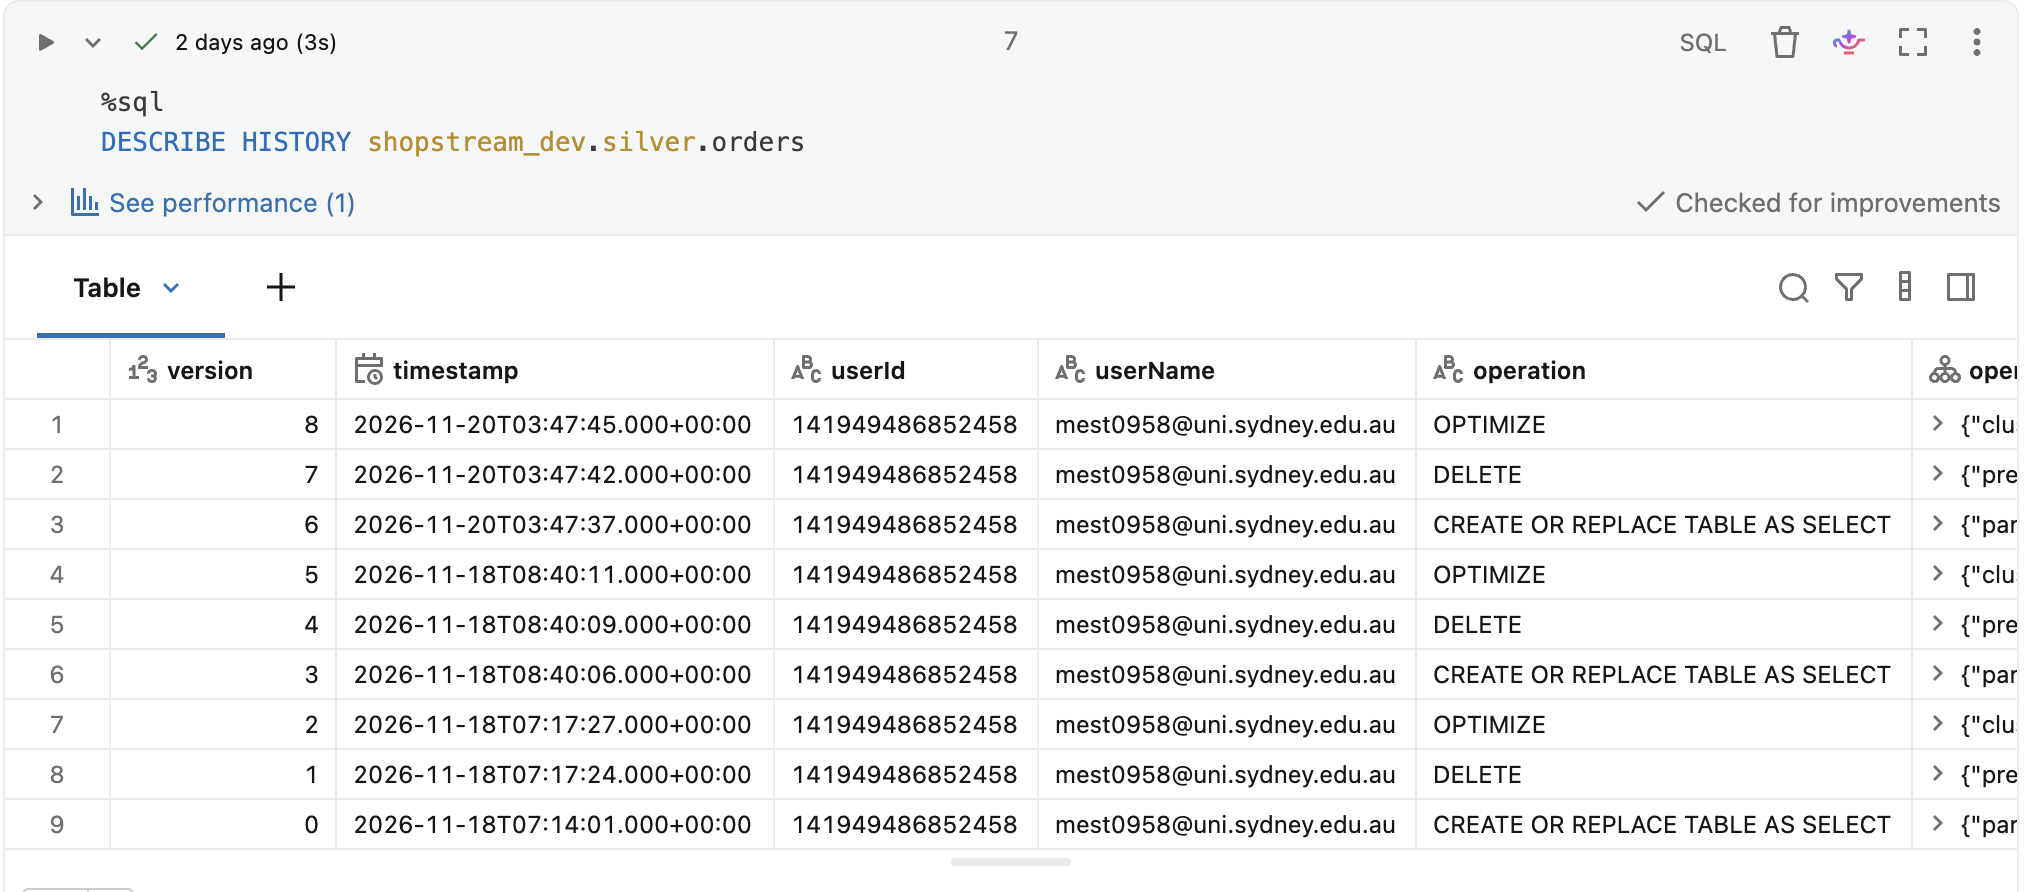 2 days ago (3s)
7
SQL
%sql
DESCRIBE HISTORY shopstream_dev.silver.orders
See performance (1)
Checked for improvements
Table
version timestamp userId userName operation
1 8 2026-11-20T03:47:45.000+00:00 141949486852458 mest0958@uni.sydney.edu.au OPTIMIZE {"clu
2 7 2026-11-20T03:47:42.000+00:00 141949486852458 mest0958@uni.sydney.edu.au DELETE {"pre
3 6 2026-11-20T03:47:37.000+00:00 141949486852458 mest0958@uni.sydney.edu.au CREATE OR REPLACE TABLE AS SELECT {"par
4 5 2026-11-18T08:40:11.000+00:00 141949486852458 mest0958@uni.sydney.edu.au OPTIMIZE {"clu
5 4 2026-11-18T08:40:09.000+00:00 141949486852458 mest0958@uni.sydney.edu.au DELETE {"pre
6 3 2026-11-18T08:40:06.000+00:00 141949486852458 mest0958@uni.sydney.edu.au CREATE OR REPLACE TABLE AS SELECT {"par
7 2 2026-11-18T07:17:27.000+00:00 141949486852458 mest0958@uni.sydney.edu.au OPTIMIZE {"clu
8 1 2026-11-18T07:17:24.000+00:00 141949486852458 mest0958@uni.sydney.edu.au DELETE {"pre
9 0 2026-11-18T07:14:01.000+00:00 141949486852458 mest0958@uni.sydney.edu.au CREATE OR REPLACE TABLE AS SELECT {"par